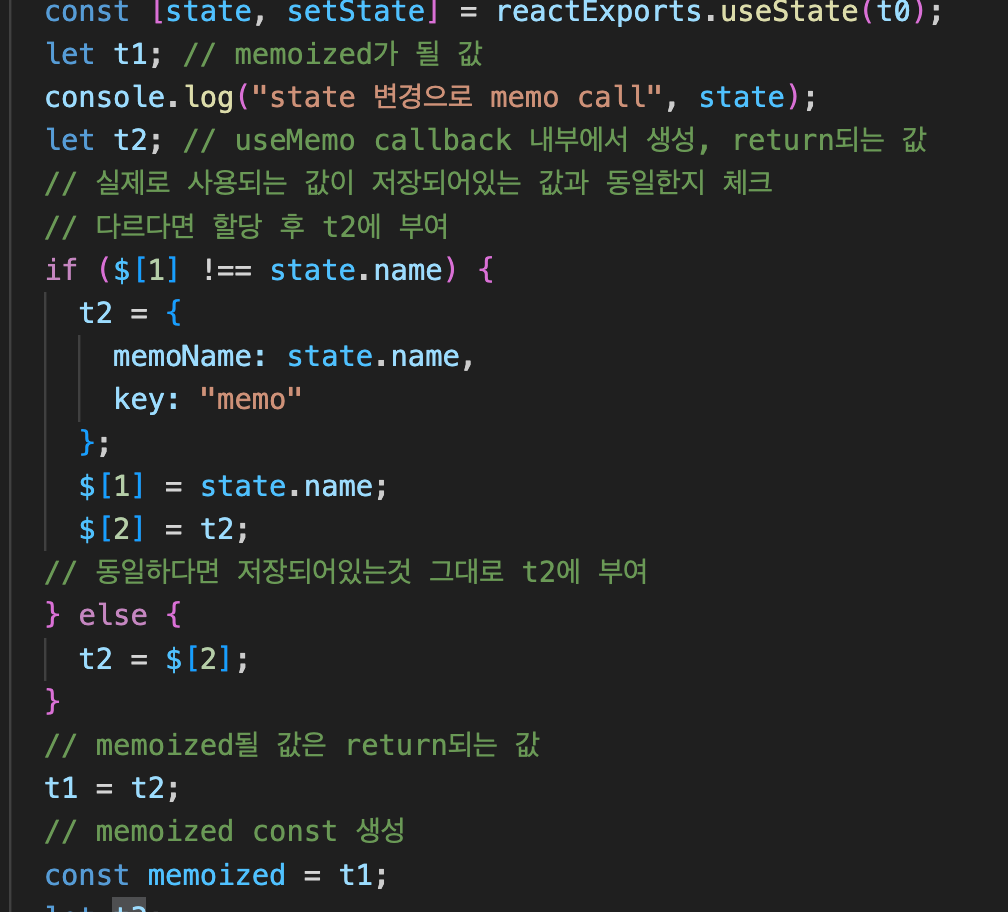 const [state, setState] = reactExports.useState(t0);
let t1; // memoized가 될 값
console.log("state 변경으로 memo call", state);
let t2; // useMemo callback 내부에서 생성, return되는 값
// 실제로 사용되는 값이 저장되어있는 값과 동일한지 체크
// 다르다면 할당 후 t2에 부여
if ($[1] !== state.name) {
t2 = {
memoName: state.name,
key: "memo"
};
$[1] = state.name;
$[2] = t2;
// 동일하다면 저장되어있는것 그대로 t2에 부여
} else {
t2 = $[2];
}
// memoized될 값은 return되는 값
t1 = t2;
// memoized const 생성
const memoized = t1;